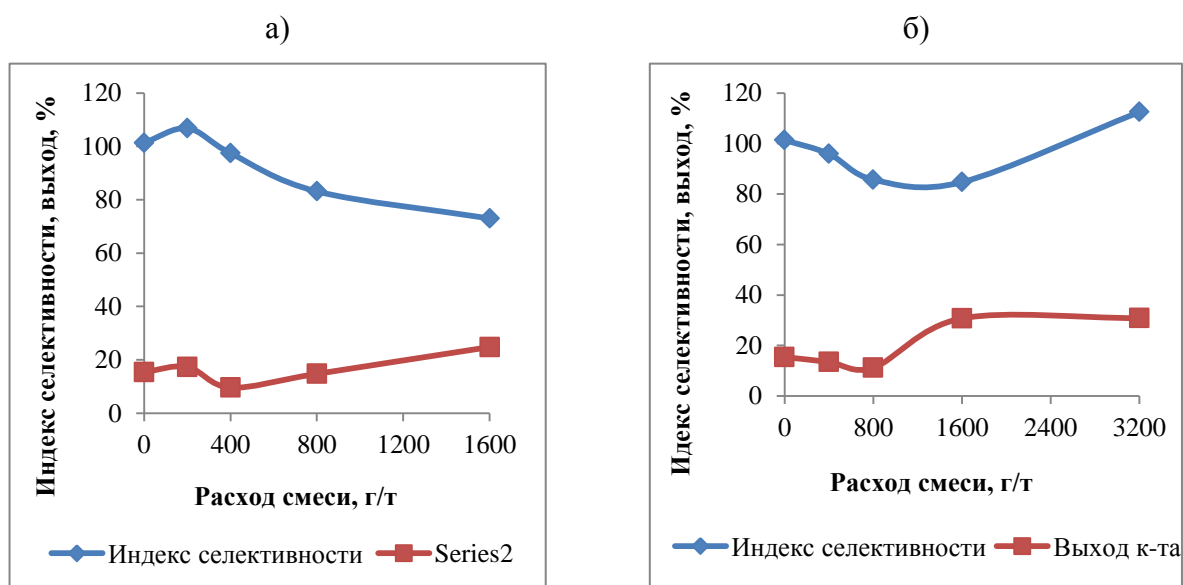 а)
Индекс селективности, выход, %
120
100
80
60
40
20
0
0 400 800 1200 1600
Расход смеси, г/т
Индекс селективности Series2
б)
Идекс селективности, выход, %
120
100
80
60
40
20
0
0 800 1600 2400 3200
Расход смеси, г/т
Индекс селективности Выход к-та